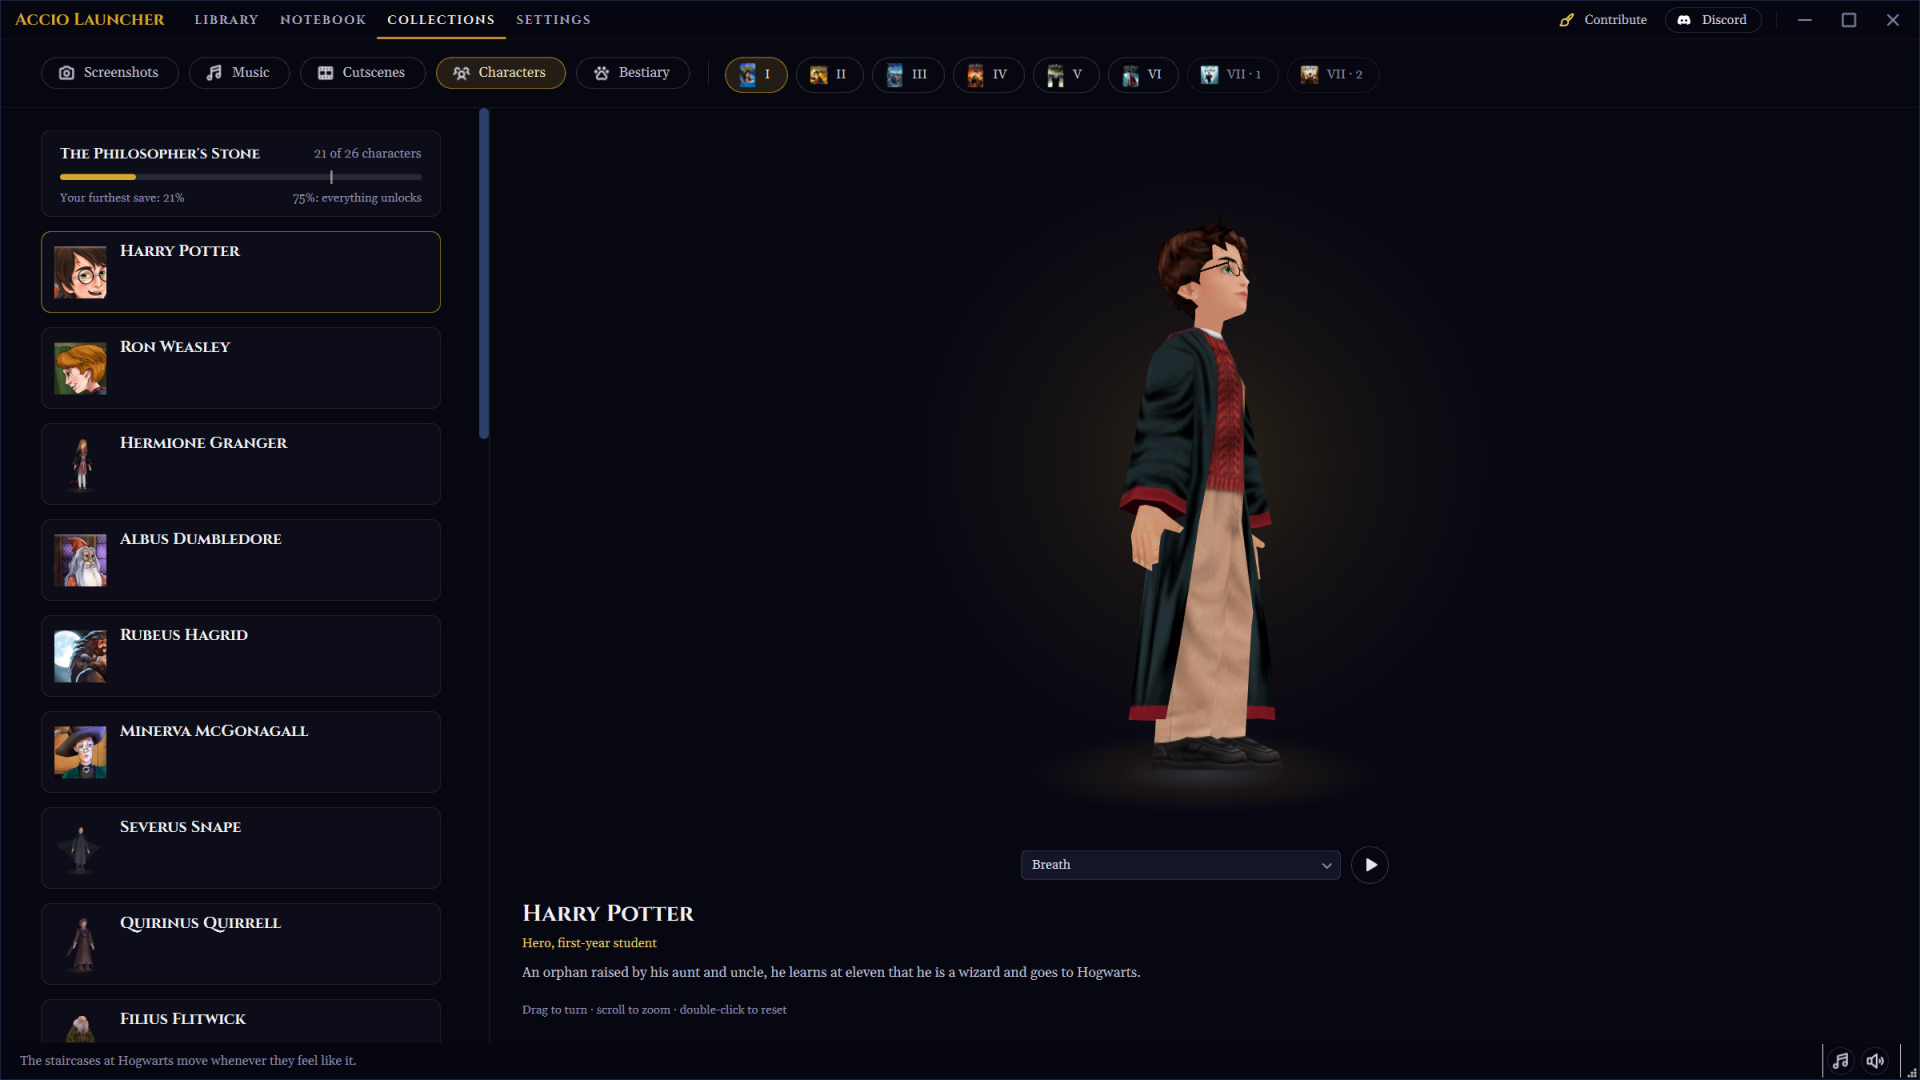 Accio Launcher
LIBRARY
NOTEBOOK
COLLECTIONS
SETTINGS
Contribute
Discord
Screenshots
Music
Cutscenes
Characters
Bestiary
I
II
III
IV
V
VI
VII · 1
VII · 2
The Philosopher's Stone
21 of 26 characters
Your furthest save: 21%
75%: everything unlocks
Harry Potter
Ron Weasley
Hermione Granger
Albus Dumbledore
Rubeus Hagrid
Minerva McGonagall
Severus Snape
Quirinus Quirrell
Filius Flitwick
Breath
Harry Potter
Hero, first-year student
An orphan raised by his aunt and uncle, he learns at eleven that he is a wizard and goes to Hogwarts.
Drag to turn · scroll to zoom · double-click to reset
The staircases at Hogwarts move whenever they feel like it.